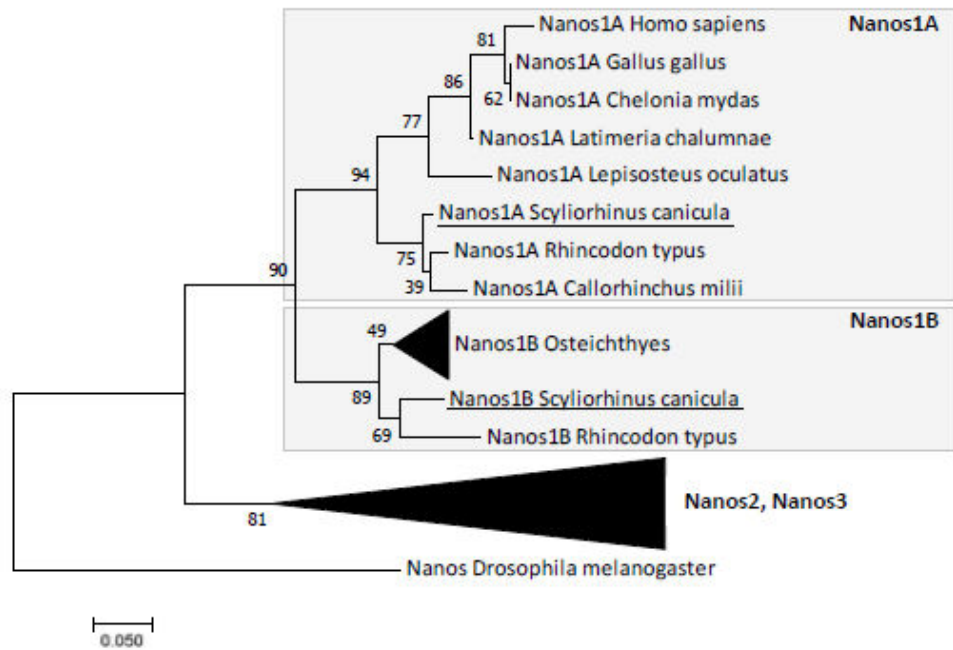 Nanos1A Homo sapiens
Nanos1A
81
Nanos1A Gallus gallus
86
62
Nanos1A Chelonia mydas
77
Nanos1A Latimeria chalumnae
94
Nanos1A Lepisosteus oculatus
Nanos1A Scyliorhinus canicula
75
Nanos1A Rhincodon typus
90
39
Nanos1A Callorhinchus milii
Nanos1B
49
Nanos1B Osteichthyes
89
Nanos1B Scyliorhinus canicula
69
Nanos1B Rhincodon typus
Nanos2, Nanos3
81
Nanos Drosophila melanogaster
0.050